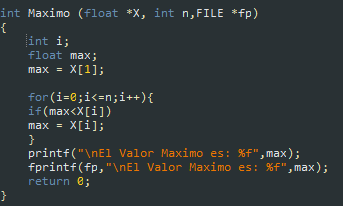 int Maximo (float *X, int n,FILE *fp)
{
int i;
float max;
max = X[1];
for(i=0;i<=n;i++){
if(max<X[i])
max = X[i];
}
printf("\nEl Valor Maximo es: %f",max);
fprintf(fp,"\nEl Valor Maximo es: %f",max);
return 0;
}